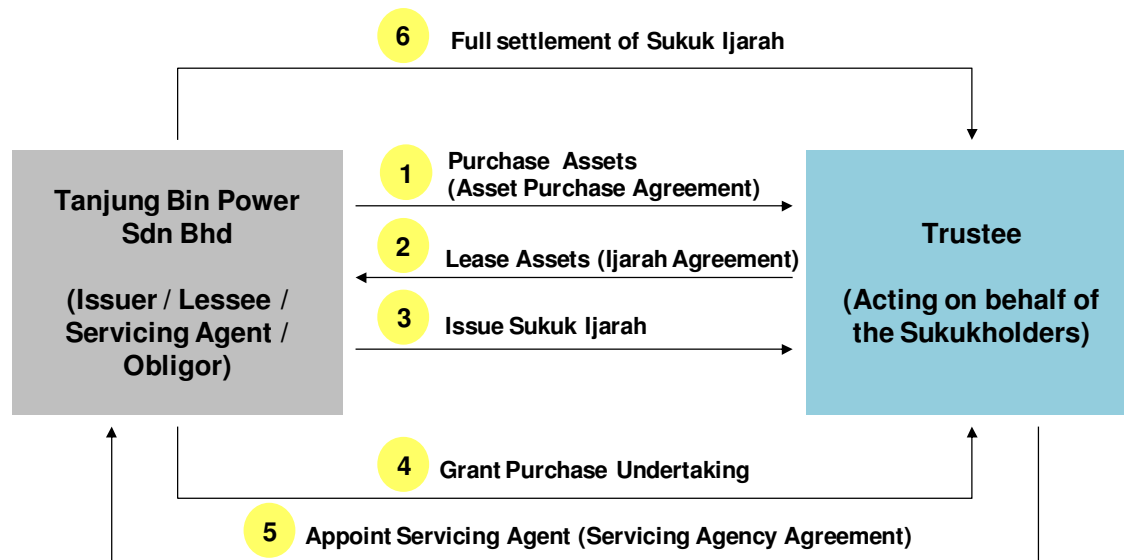 6 Full settlement of Sukuk Ijarah
Tanjung Bin Power
Sdn Bhd
(Issuer / Lessee /
Servicing Agent /
Obligor)
1 Purchase Assets
(Asset Purchase Agreement)
2 Lease Assets (Ijarah Agreement)
3 Issue Sukuk Ijarah
Trustee
(Acting on behalf of
the Sukukholders)
4 Grant Purchase Undertaking
5 Appoint Servicing Agent (Servicing Agency Agreement)